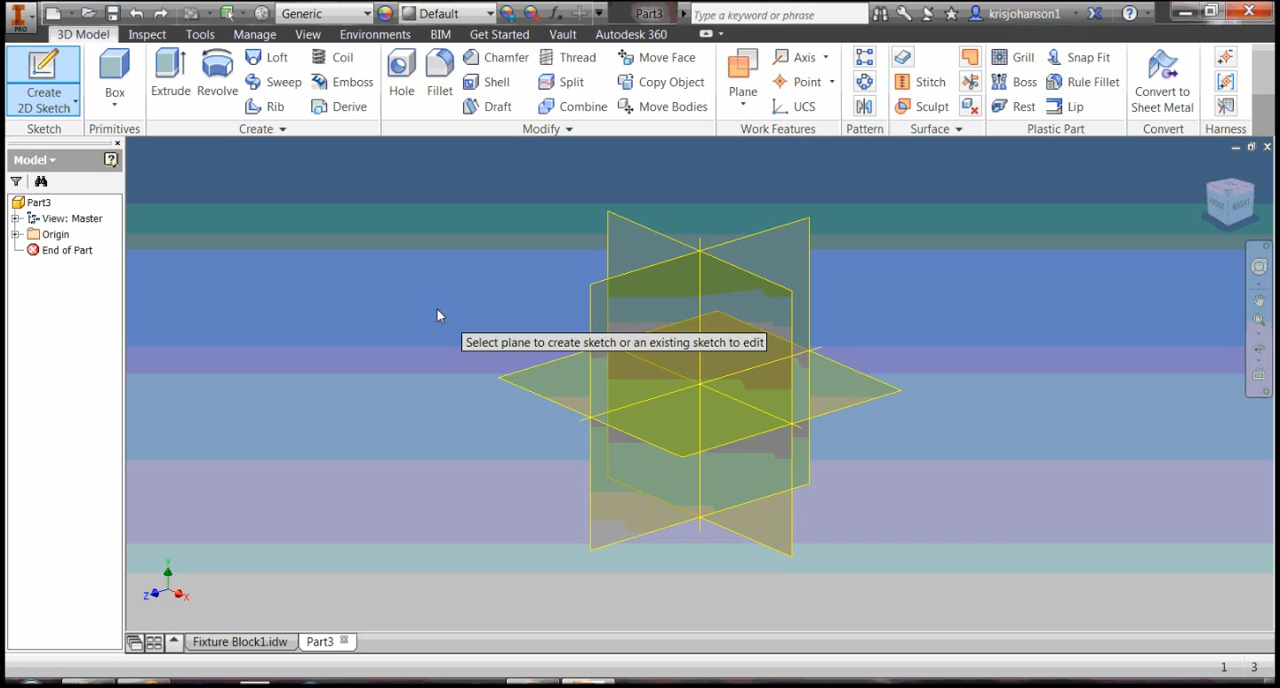 PRO
Generic
Default
Part3
Type a keyword or phrase
krisjohanson1
3D Model
Inspect
Tools
Manage
View
Environments
BIM
Get Started
Vault
Autodesk 360
Create
2D Sketch
Sketch
Box
Primitives
Extrude
Revolve
Loft
Coil
Sweep
Emboss
Rib
Derive
Create
Hole
Fillet
Chamfer
Thread
Move Face
Shell
Split
Copy Object
Draft
Combine
Move Bodies
Modify
Plane
Axis
Point
UCS
Work Features
Pattern
Stitch
Sculpt
Surface
Grill
Snap Fit
Boss
Rule Fillet
Rest
Lip
Plastic Part
Convert to
Sheet Metal
Convert
Harness
Model
Part3
View: Master
Origin
End of Part
RIGHT
Select plane to create sketch or an existing sketch to edit
Y
Z
X
Fixture Block1.idw
Part3
1 3